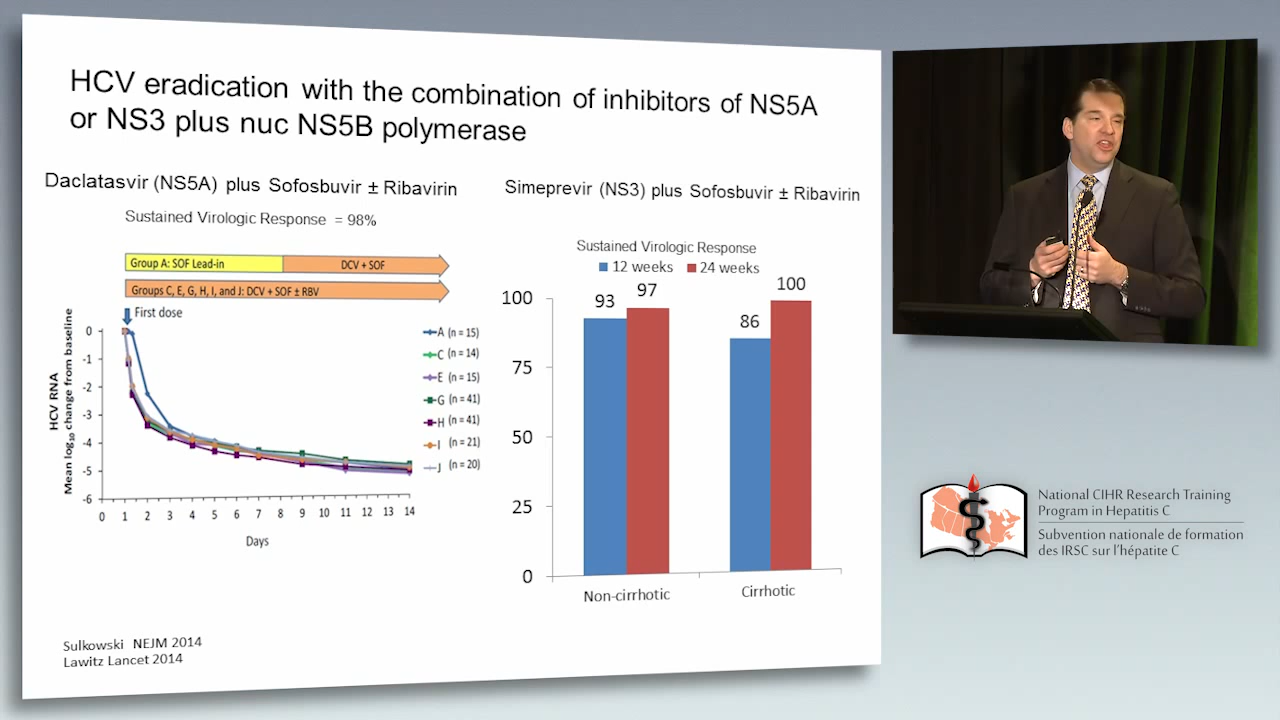 HCV eradication with the combination of inhibitors of NS5A
or NS3 plus nuc NS5B polymerase
Daclatasvir (NS5A) plus Sofosbuvir ± Ribavirin
Sustained Virologic Response = 98%
Group A: SOF Lead-in
DCV + SOF
Groups C, E, G, H, I, and J: DCV + SOF ± RBV
First dose
HCV RNA
Mean log10 change from baseline
0
-1
-2
-3
-4
-5
-6
0 1 2 3 4 5 6 7 8 9 10 11 12 13 14
Days
A (n = 15)
C (n = 14)
E (n = 15)
G (n = 41)
H (n = 41)
I (n = 21)
J (n = 20)
Simeprevir (NS3) plus Sofosbuvir ± Ribavirin
Sustained Virologic Response
12 weeks 24 weeks
100
75
50
25
0
93 97
86 100
Non-cirrhotic Cirrhotic
Sulkowski NEJM 2014
Lawitz Lancet 2014
National CIHR Research Training
Program in Hepatitis C
Subvention nationale de formation
des IRSC sur l'hépatite C